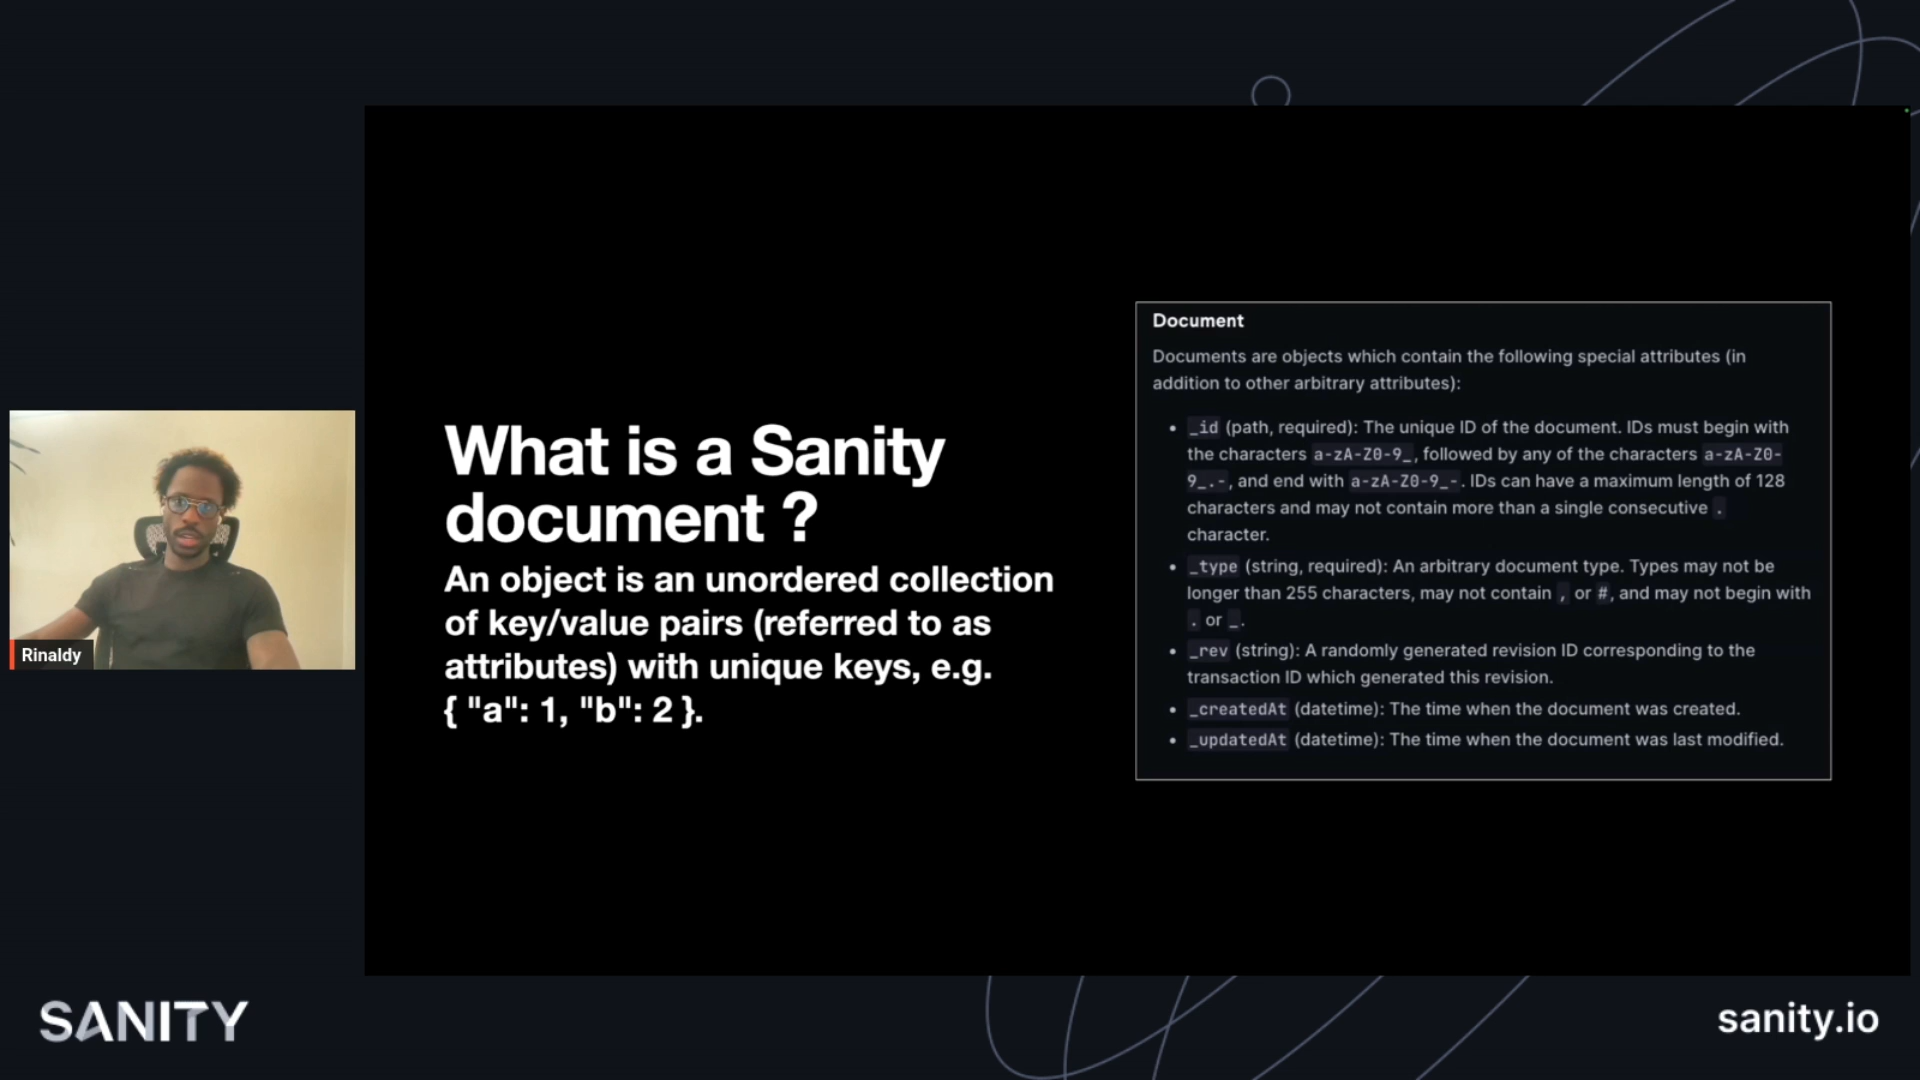 What is a Sanity
document ?
An object is an unordered collection
of key/value pairs (referred to as
attributes) with unique keys, e.g.
{ "a": 1, "b": 2 }.
Document
Documents are objects which contain the following special attributes (in
addition to other arbitrary attributes):
• _id (path, required): The unique ID of the document. IDs must begin with
the characters a-zA-Z0-9_, followed by any of the characters a-zA-Z0-
9_.-, and end with a-zA-Z0-9_-. IDs can have a maximum length of 128
characters and may not contain more than a single consecutive .
character.
• _type (string, required): An arbitrary document type. Types may not be
longer than 255 characters, may not contain , or #, and may not begin with
. or _.
• _rev (string): A randomly generated revision ID corresponding to the
transaction ID which generated this revision.
• _createdAt (datetime): The time when the document was created.
• _updatedAt (datetime): The time when the document was last modified.
Rinaldy
SANITY
sanity.io